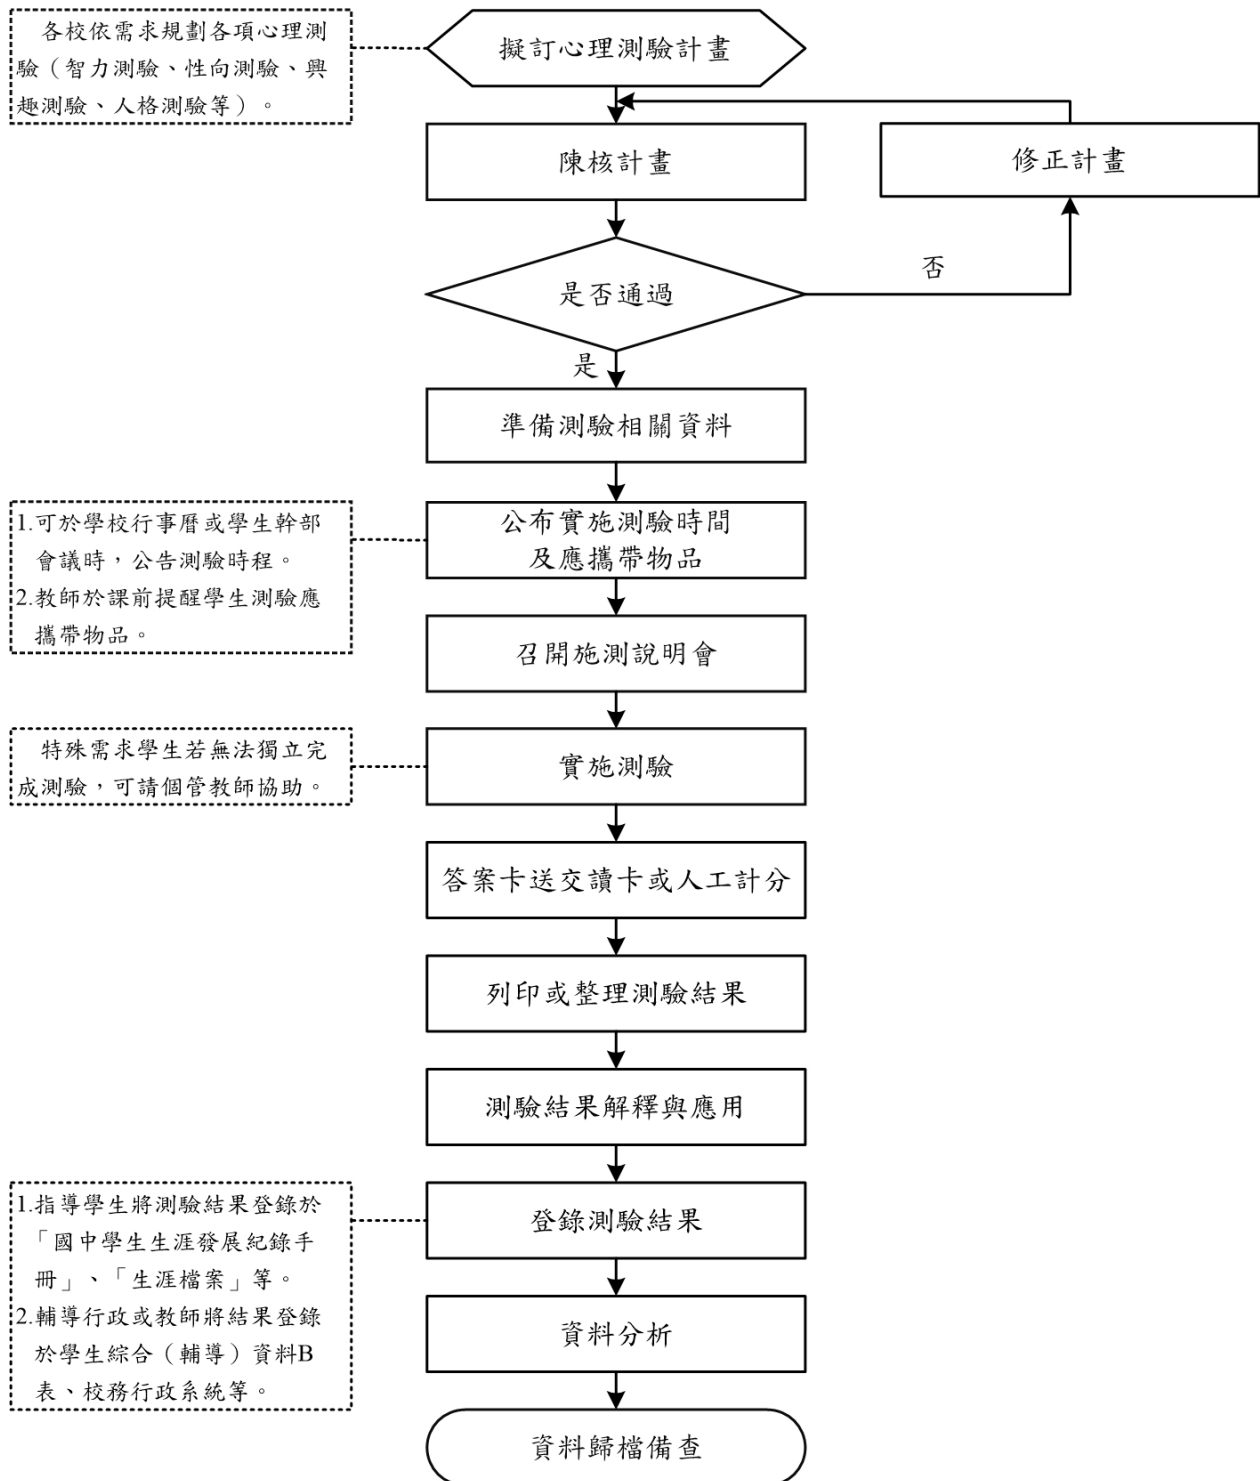 各校依需求規劃各項心理測
驗（智力測驗、性向測驗、興
趣測驗、人格測驗等）。
擬訂心理測驗計畫
陳核計畫
修正計畫
是否通過
否
是
準備測驗相關資料
1.可於學校行事曆或學生幹部
會議時，公告測驗時程。
2.教師於課前提醒學生測驗應
攜帶物品。
公布實施測驗時間
及應攜帶物品
召開施測說明會
特殊需求學生若無法獨立完
成測驗，可請個管教師協助。
實施測驗
答案卡送交讀卡或人工計分
列印或整理測驗結果
測驗結果解釋與應用
1.指導學生將測驗結果登錄於
「國中學生生涯發展紀錄手
冊」、「生涯檔案」等。
2.輔導行政或教師將結果登錄
於學生綜合（輔導）資料B
表、校務行政系統等。
登錄測驗結果
資料分析
資料歸檔備查